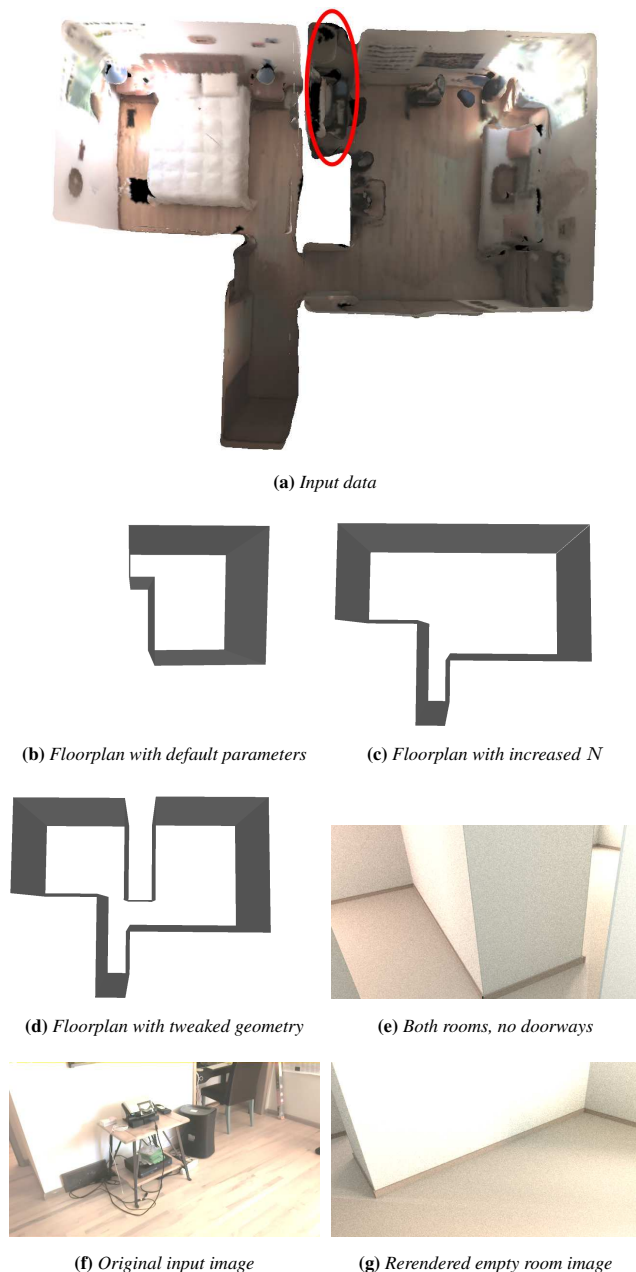 (a) Input data
(b) Floorplan with default parameters
(c) Floorplan with increased N
(d) Floorplan with tweaked geometry
(e) Both rooms, no doorways
(f) Original input image
(g) Rerendered empty room image